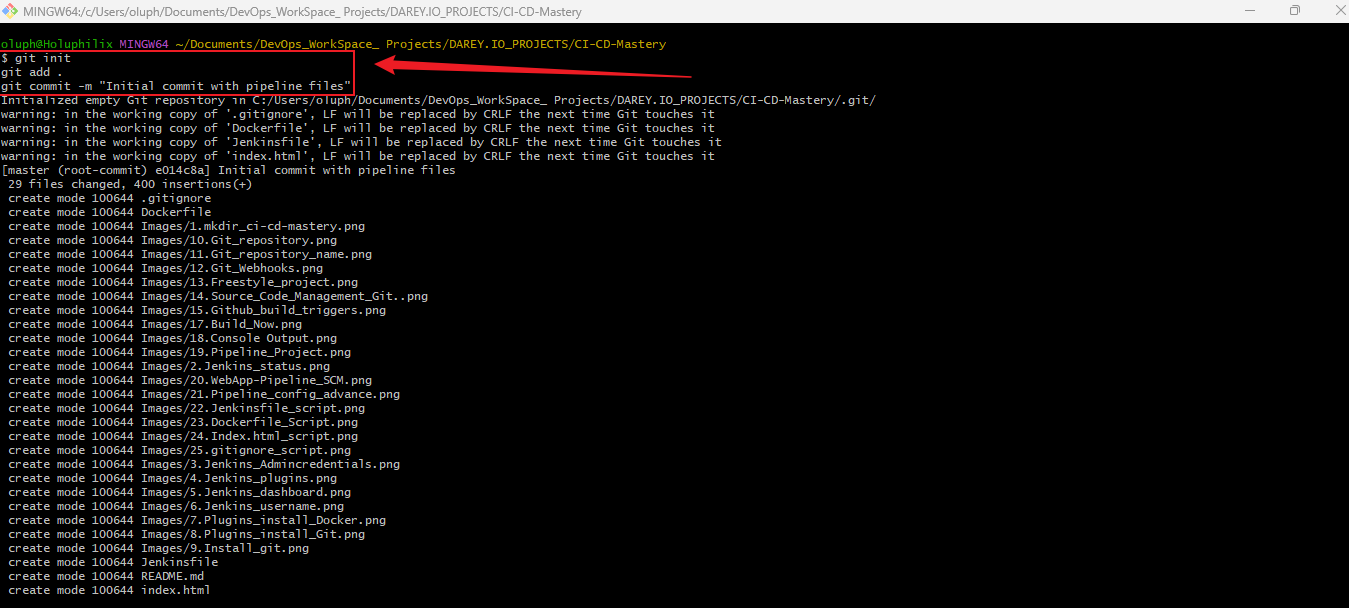 MINGW64:/c/Users/oluph/Documents/DevOps_WorkSpace_ Projects/DAREY.IO_PROJECTS/CI-CD-Mastery
oluph@Holuphilix MINGW64 ~/Documents/DevOps_WorkSpace_ Projects/DAREY.IO_PROJECTS/CI-CD-Mastery
$ git init
git add .
git commit -m "Initial commit with pipeline files"
Initialized empty Git repository in C:/Users/oluph/Documents/DevOps_WorkSpace_ Projects/DAREY.IO_PROJECTS/CI-CD-Mastery/.git/
warning: in the working copy of '.gitignore', LF will be replaced by CRLF the next time Git touches it
warning: in the working copy of 'Dockerfile', LF will be replaced by CRLF the next time Git touches it
warning: in the working copy of 'Jenkinsfile', LF will be replaced by CRLF the next time Git touches it
warning: in the working copy of 'index.html', LF will be replaced by CRLF the next time Git touches it
[master (root-commit) e014c8a] Initial commit with pipeline files
 29 files changed, 400 insertions(+)
 create mode 100644 .gitignore
 create mode 100644 Dockerfile
 create mode 100644 Images/1.mkdir_ci-cd-mastery.png
 create mode 100644 Images/10.Git_repository.png
 create mode 100644 Images/11.Git_repository_name.png
 create mode 100644 Images/12.Git_Webhooks.png
 create mode 100644 Images/13.Freestyle_project.png
 create mode 100644 Images/14.Source_Code_Management_Git..png
 create mode 100644 Images/15.Github_build_triggers.png
 create mode 100644 Images/17.Build_Now.png
 create mode 100644 Images/18.Console Output.png
 create mode 100644 Images/19.Pipeline_Project.png
 create mode 100644 Images/2.Jenkins_status.png
 create mode 100644 Images/20.WebApp-Pipeline_SCM.png
 create mode 100644 Images/21.Pipeline_config_advance.png
 create mode 100644 Images/22.Jenkinsfile_script.png
 create mode 100644 Images/23.Dockerfile_Script.png
 create mode 100644 Images/24.Index.html_script.png
 create mode 100644 Images/25.gitignore_script.png
 create mode 100644 Images/3.Jenkins_Admincredentials.png
 create mode 100644 Images/4.Jenkins_plugins.png
 create mode 100644 Images/5.Jenkins_dashboard.png
 create mode 100644 Images/6.Jenkins_username.png
 create mode 100644 Images/7.Plugins_install_Docker.png
 create mode 100644 Images/8.Plugins_install_Git.png
 create mode 100644 Images/9.Install_git.png
 create mode 100644 Jenkinsfile
 create mode 100644 README.md
 create mode 100644 index.html